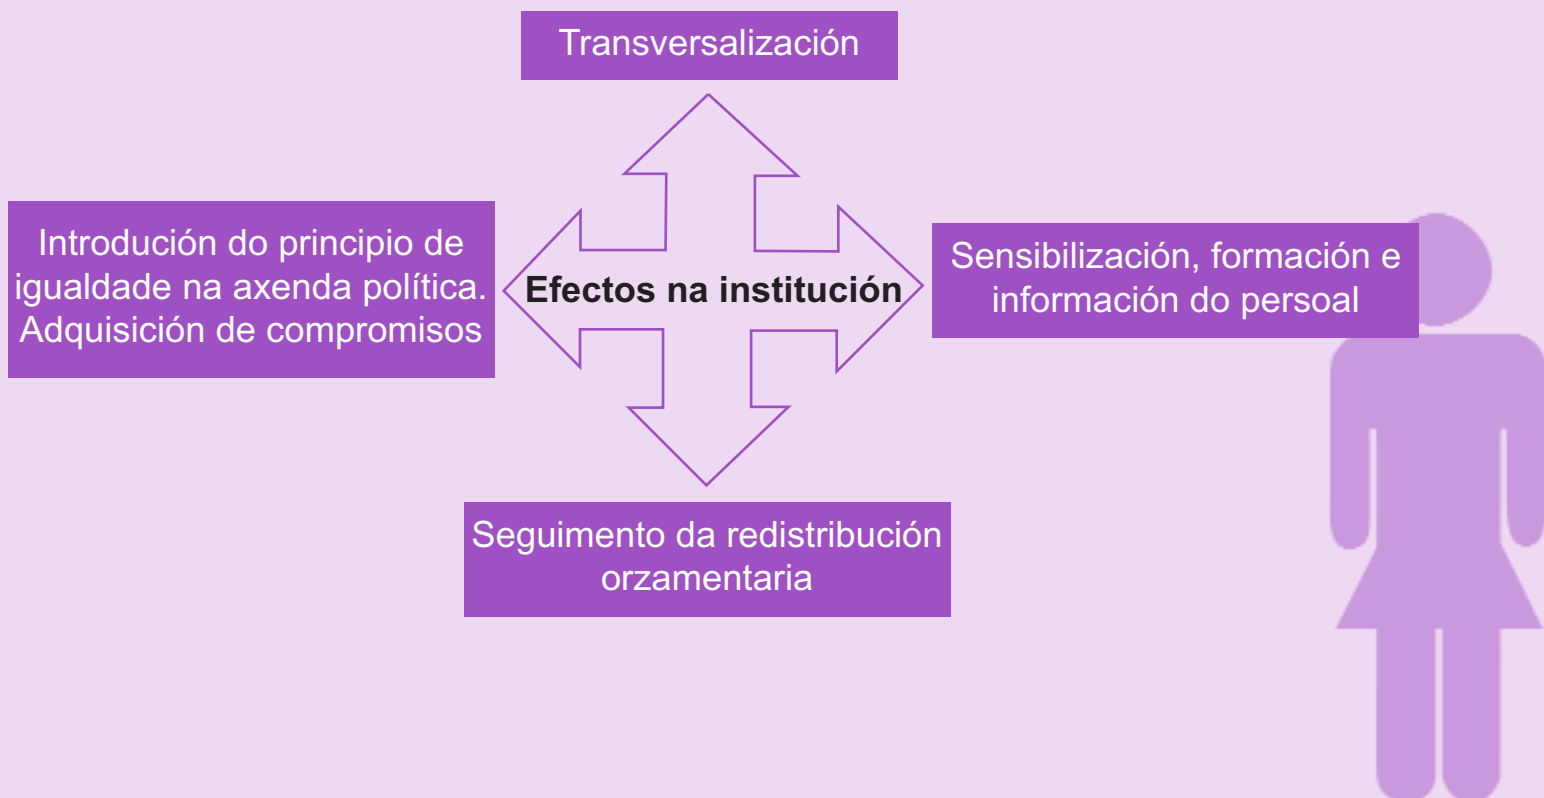 Transversalización
Introdución do principio de
igualdade na axenda política.
Adquisición de compromisos
Efectos na institución
Sensibilización, formación e
información do persoal
Seguimento da redistribución
orzamentaria